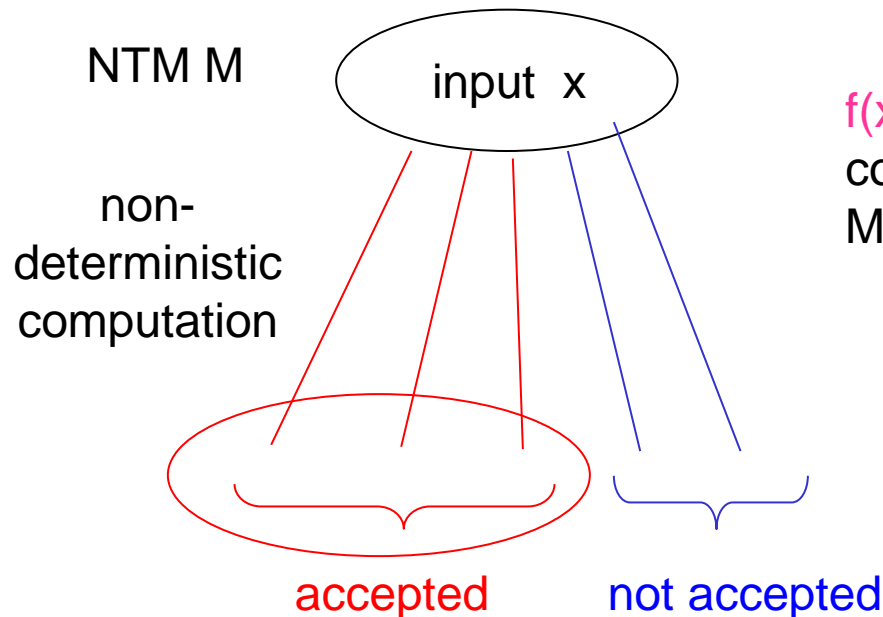 NTM M
input x
non-
deterministic
computation
accepted
not accepted